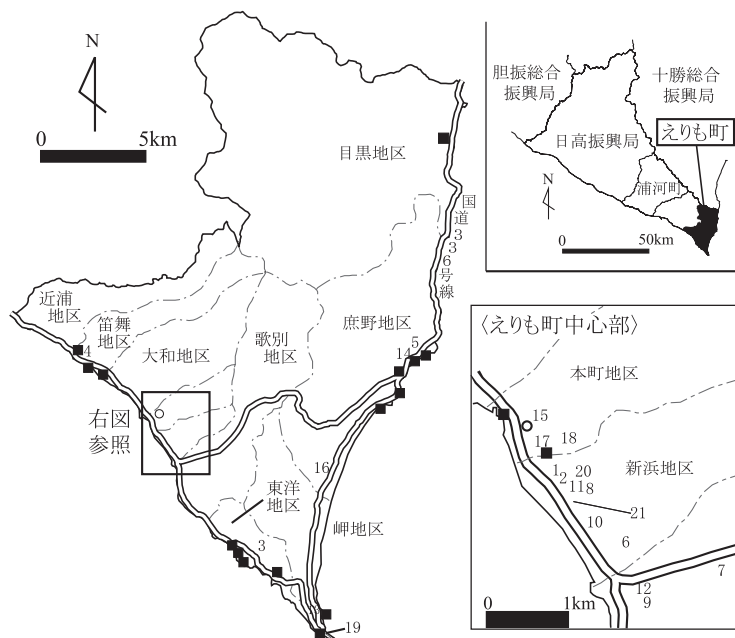 N
0 5km
目黒地区
国道336号線
近浦
地区
笛舞
地区
4
大和地区
歌別
地区
庶野地区
5
14
右図
参照
16
東洋
地区
岬地区
3
19
胆振総合
振興局
十勝総合
振興局
えりも町
日高振興局
浦河町
N
0 50km
〈えりも町中心部〉
本町地区
15
17
18
新浜地区
1
2
20
11
8
21
10
6
7
12
9
0 1km